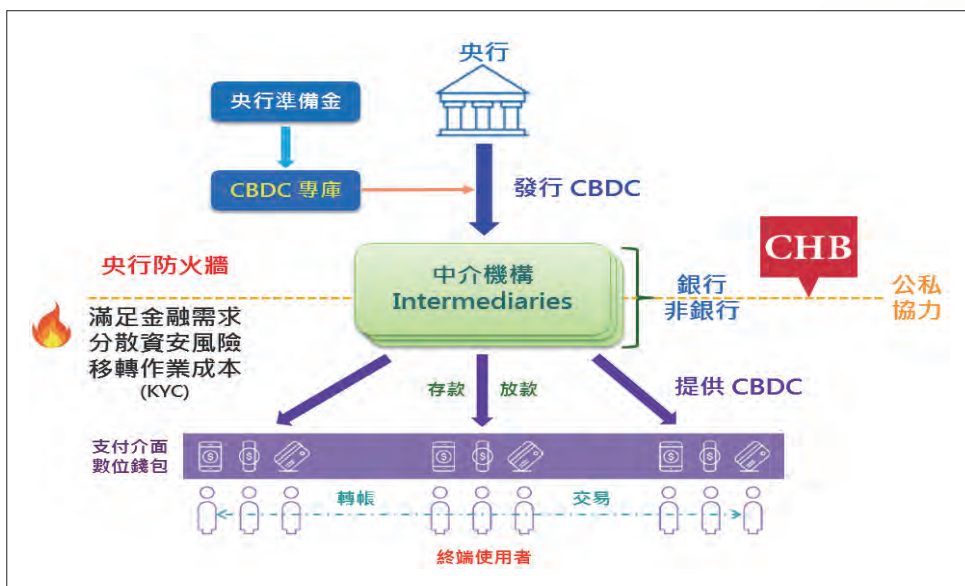 央行
央行準備金
CBDC 專庫
發行 CBDC
CHB
央行防火牆
中介機構
Intermediaries
銀行
非銀行
公私
協力
滿足金融需求
分散資安風險
移轉作業成本
(KYC)
存款
放款
提供 CBDC
支付介面
數位錢包
$ $ $ $ $ $
轉帳
交易
終端使用者